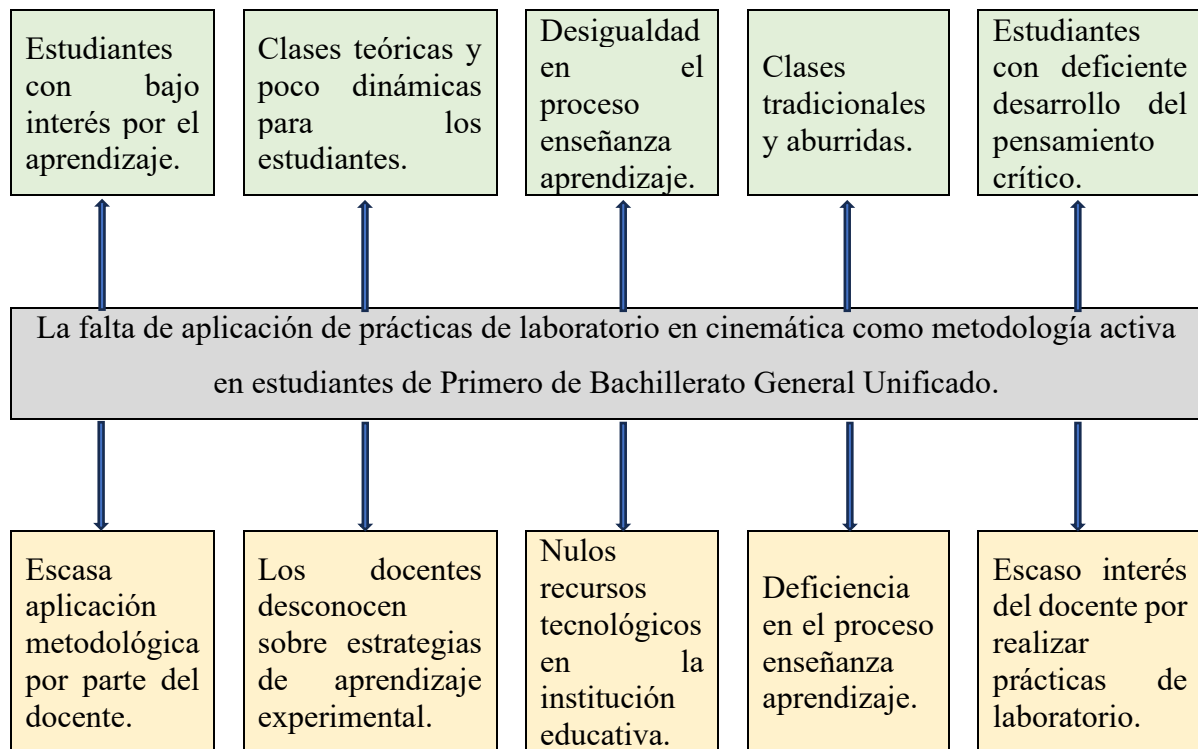 Estudiantes
con bajo
interés por el
aprendizaje.
Clases teóricas y
poco dinámicas
para los
estudiantes.
Desigualdad
en el
proceso
enseñanza
aprendizaje.
Clases
tradicionales
y aburridas.
Estudiantes
con deficiente
desarrollo del
pensamiento
crítico.
La falta de aplicación de prácticas de laboratorio en cinemática como metodología activa
en estudiantes de Primero de Bachillerato General Unificado.
Escasa
aplicación
metodológica
por parte del
docente.
Los docentes
desconocen
sobre estrategias
de aprendizaje
experimental.
Nulos
recursos
tecnológicos
en la
institución
educativa.
Deficiencia
en el proceso
enseñanza
aprendizaje.
Escaso interés
del docente por
realizar
prácticas de
laboratorio.